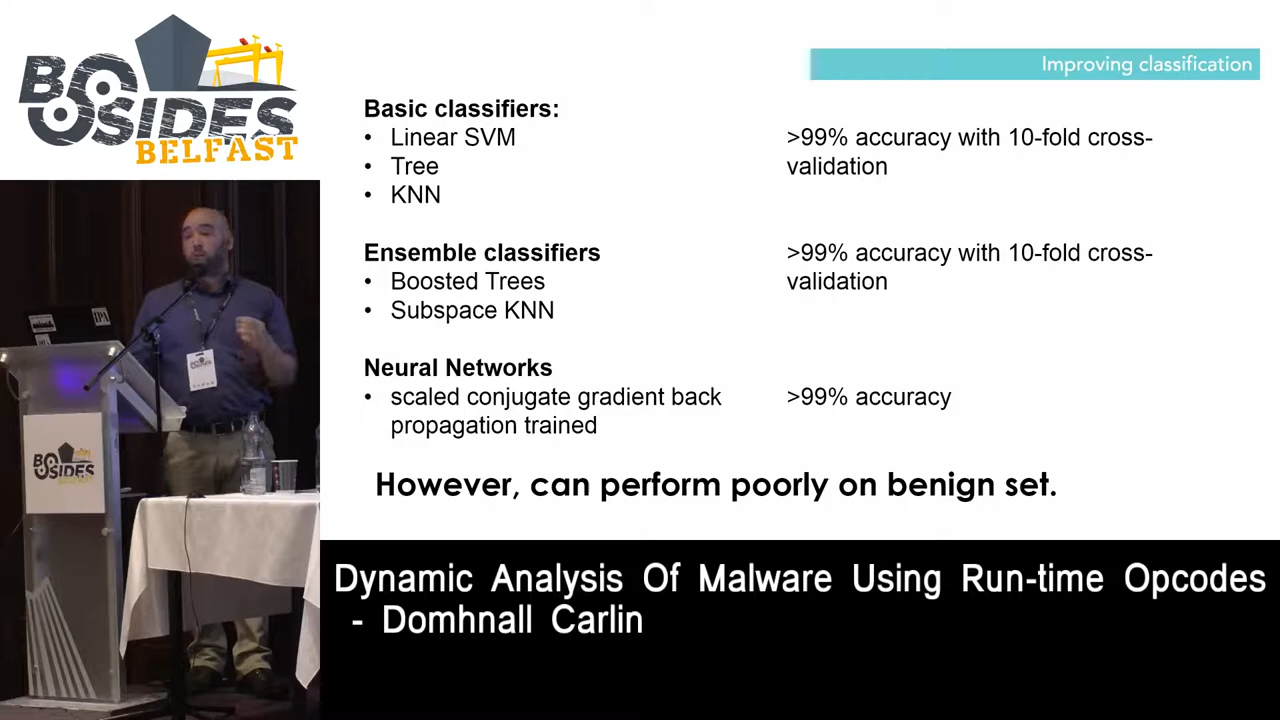 BSIDES
BELFAST
Improving classification
Basic classifiers:
• Linear SVM
• Tree
• KNN
>99% accuracy with 10-fold cross-
validation
Ensemble classifiers
• Boosted Trees
• Subspace KNN
>99% accuracy with 10-fold cross-
validation
Neural Networks
• scaled conjugate gradient back
propagation trained
>99% accuracy
However, can perform poorly on benign set.
IPA
BSIDES
BELFAST
Dynamic Analysis Of Malware Using Run-time Opcodes
- Domhnall Carlin